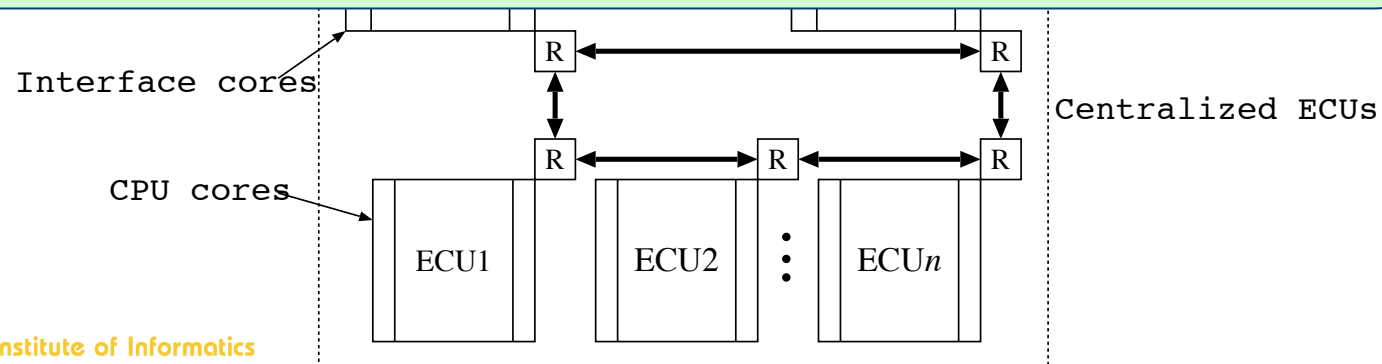 R R
Interface cores
Centralized ECUs
R R R
CPU cores
ECU1 ECU2 ECUn
nstitute of Informatics